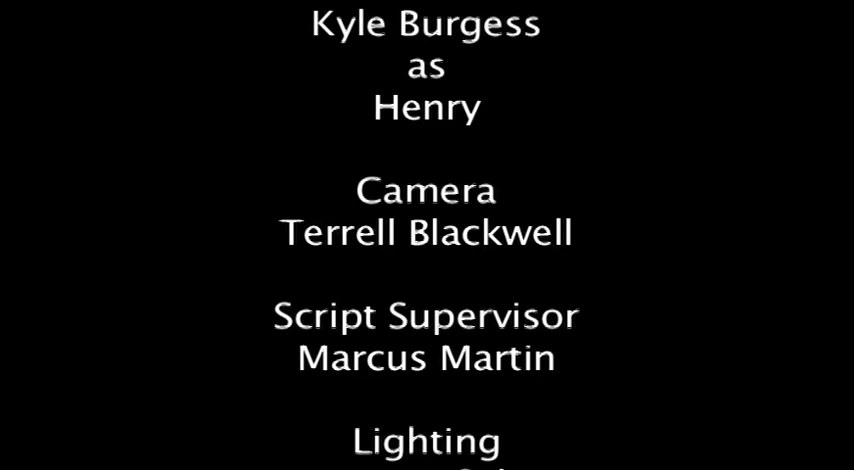 Kyle Burgess
as
Henry
Camera
Terrell Blackwell
Script Supervisor
Marcus Martin
Lighting